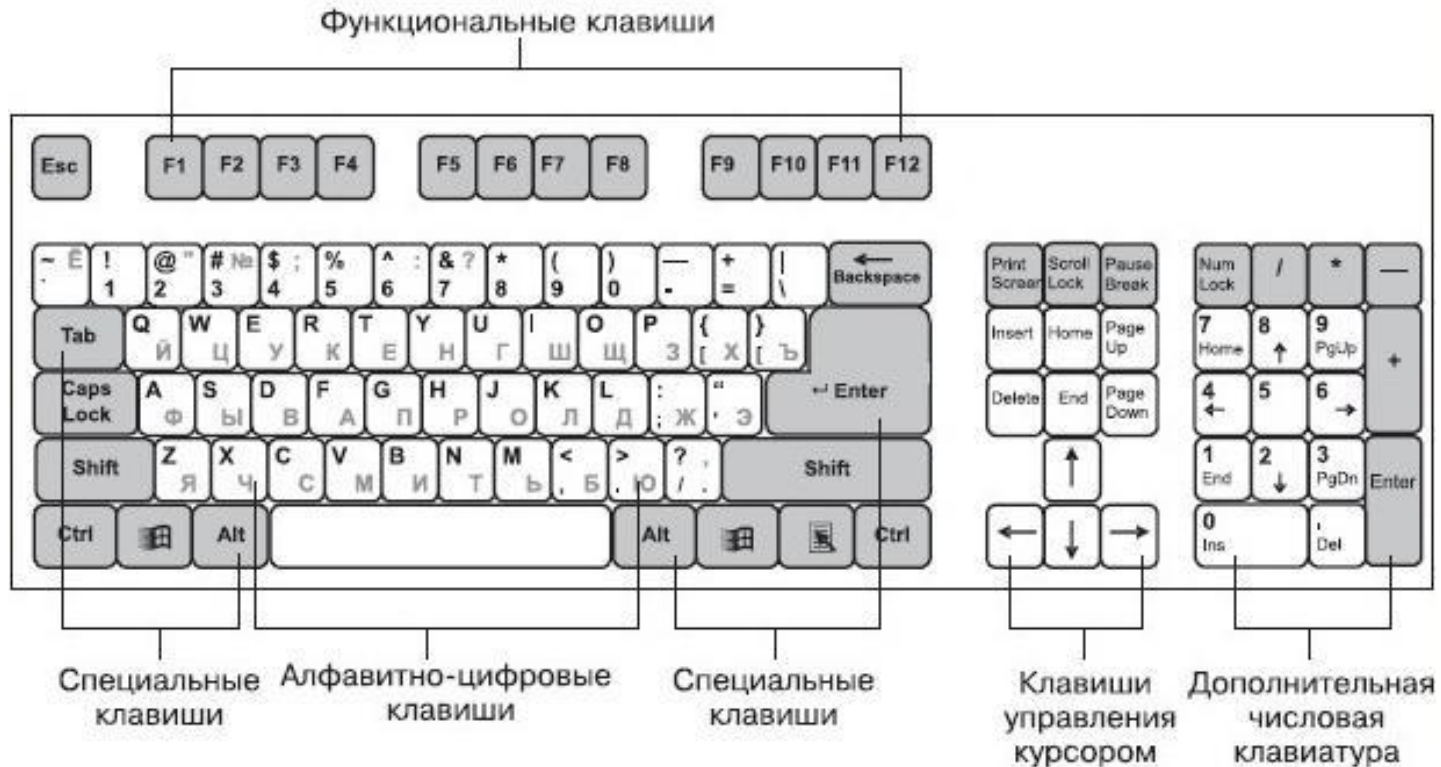 Функциональные клавиши
Esc F1 F2 F3 F4 F5 F6 F7 F8 F9 F10 F11 F12
~ Ё ! @ " # № $ ; % ^ : & ? * ( ) — + | ← Backspace
` 1 2 3 4 5 6 7 8 9 0 - = \
Print Screen Scroll Lock Pause Break
Num Lock / * —
Tab Q Й W Ц E У R К T Е Y Н U Г I Ш O Щ P З { [ Х } [ Ъ
Insert Home Page Up
7 Home 8 ↑ 9 PgUp +
Caps Lock A Ф S Ы D В F А G П H Р J О K Л L Д : ; Ж “ ' Э ↵ Enter
Delete End Page Down
4 ← 5 6 →
Shift Z Я X Ч C С V М B И N Т M Ь < , Б > . Ю ? , / . Shift
↑
1 End 2 ↓ 3 PgDn Enter
Ctrl Alt Alt Ctrl
← ↓ →
0 Ins , Del
Специальные
клавиши
Алфавитно-цифровые
клавиши
Специальные
клавиши
Клавиши
управления
курсором
Дополнительная
числовая
клавиатура